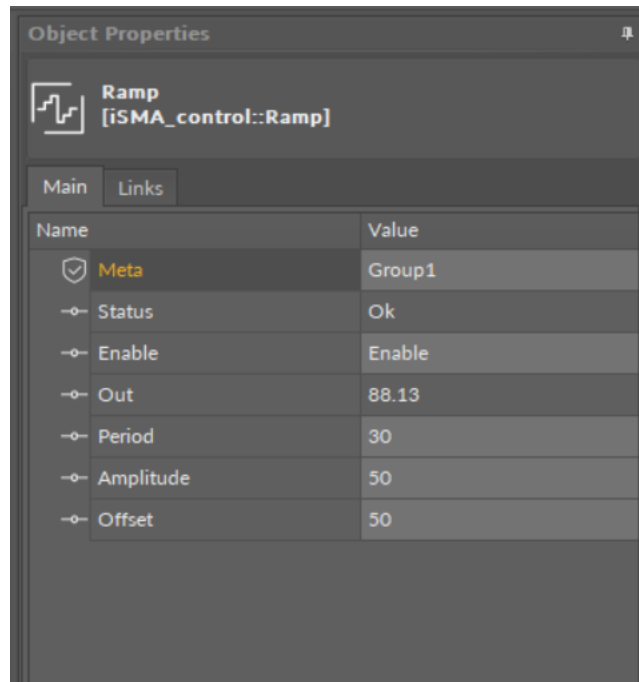 Object Properties
Ramp
[iSMA_control::Ramp]
Main Links
Name Value
Meta Group1
Status Ok
Enable Enable
Out 88.13
Period 30
Amplitude 50
Offset 50